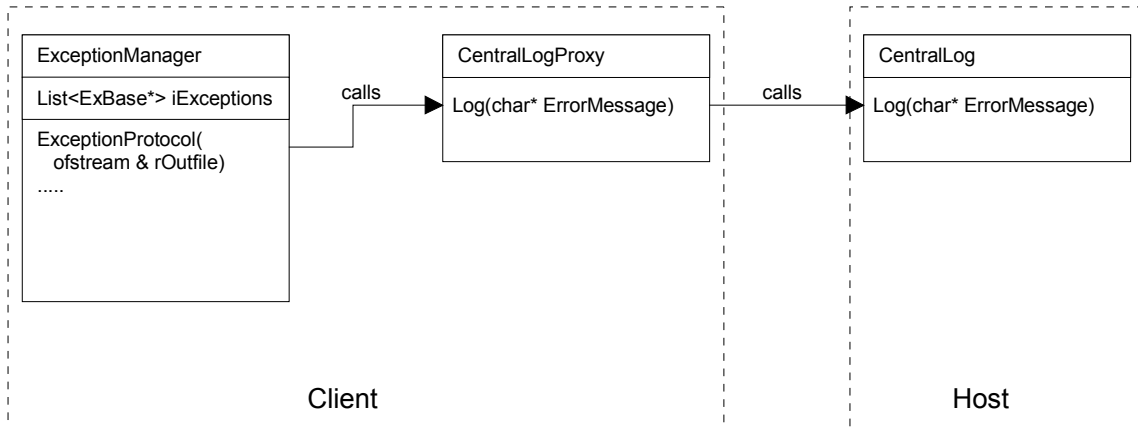 ExceptionManager
List<ExBase*> iExceptions
ExceptionProtocol(
ofstream & rOutfile)
.....
calls
CentralLogProxy
Log(char* ErrorMessage)
calls
CentralLog
Log(char* ErrorMessage)
Client
Host